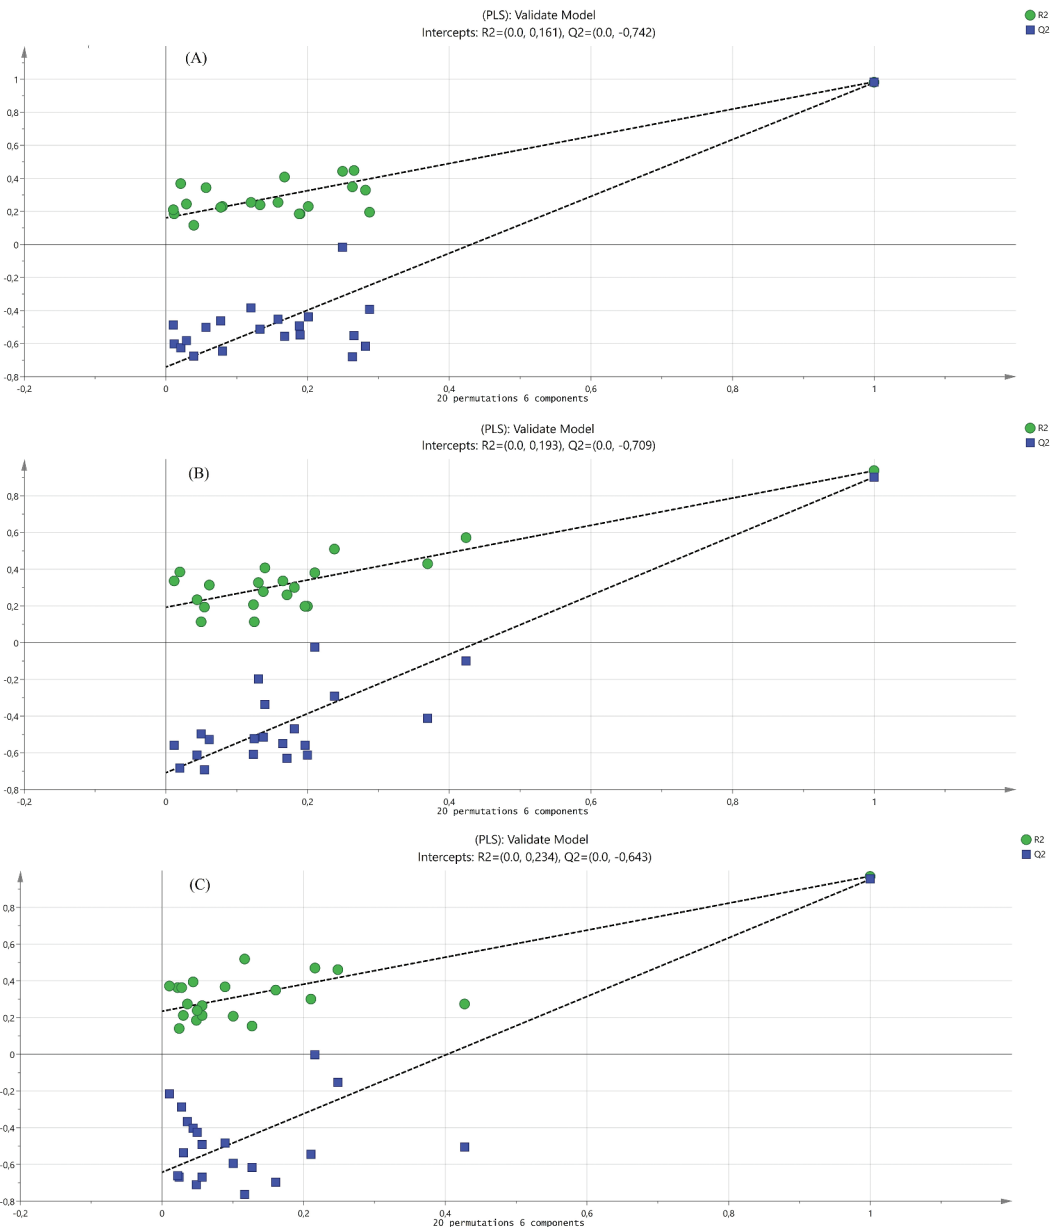 (PLS): Validate Model
Intercepts: R2=(0.0, 0,161), Q2=(0.0, -0,742)
R2
Q2
(A)
1
0,8
0,6
0,4
0,2
0
-0,2
-0,4
-0,6
-0,8
-0,2 0 0,2 0,4 0,6 0,8 1
20 permutations 6 components
(PLS): Validate Model
Intercepts: R2=(0.0, 0,193), Q2=(0.0, -0,709)
R2
Q2
(B)
0,8
0,6
0,4
0,2
0
-0,2
-0,4
-0,6
-0,8
-0,2 0 0,2 0,4 0,6 0,8 1
20 permutations 6 components
(PLS): Validate Model
Intercepts: R2=(0.0, 0,234), Q2=(0.0, -0,643)
R2
Q2
(C)
0,8
0,6
0,4
0,2
0
-0,2
-0,4
-0,6
-0,8
0 0,2 0,4 0,6 0,8 1
20 permutations 6 components